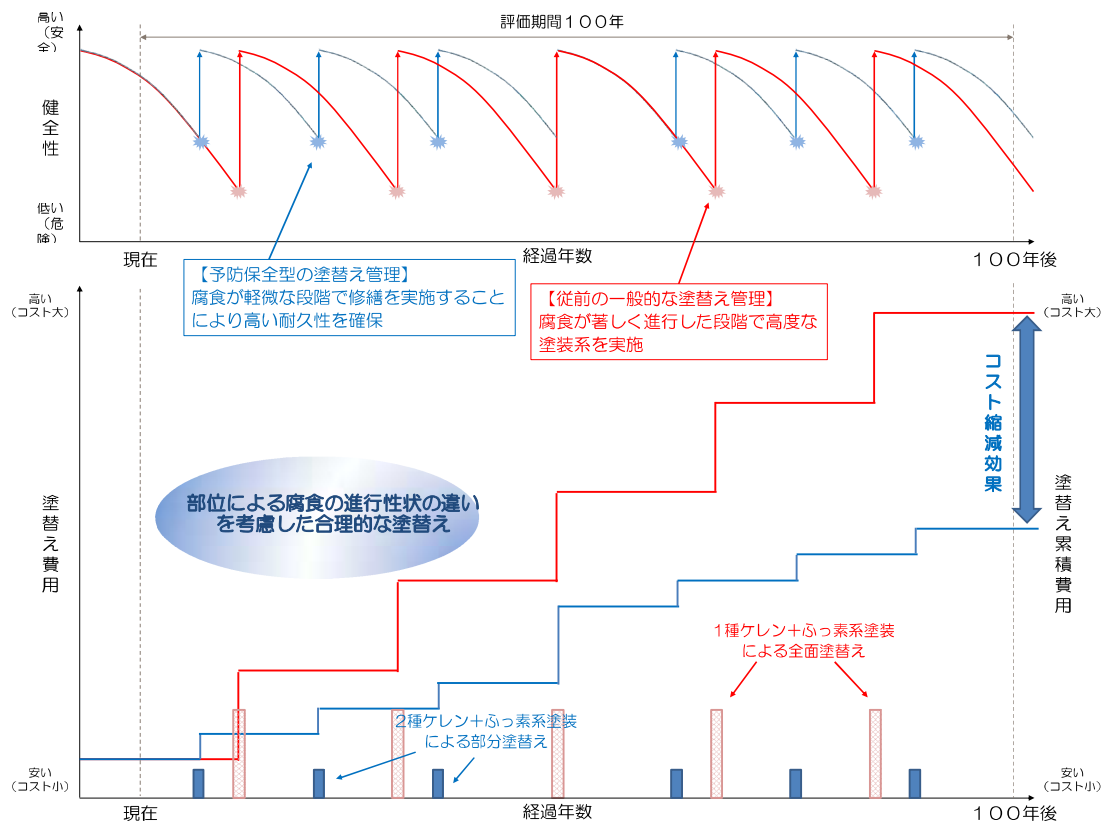 高い
（安
全）
評価期間１００年
健全性
低い
（危
険）
現在
経過年数
１００年後
【予防保全型の塗替え管理】
腐食が軽微な段階で修繕を実施すること
により高い耐久性を確保
【従前の一般的な塗替え管理】
腐食が著しく進行した段階で高度な
塗装系を実施
高い
（コスト大）
高い
（コスト大）
コスト縮減効果
部位による腐食の進行性状の違い
を考慮した合理的な塗替え
塗替え費用
塗替え累積費用
1種ケレン＋ふっ素系塗装
による全面塗替え
2種ケレン＋ふっ素系塗装
による部分塗替え
安い
（コスト小）
安い
（コスト小）
現在
経過年数
１００年後